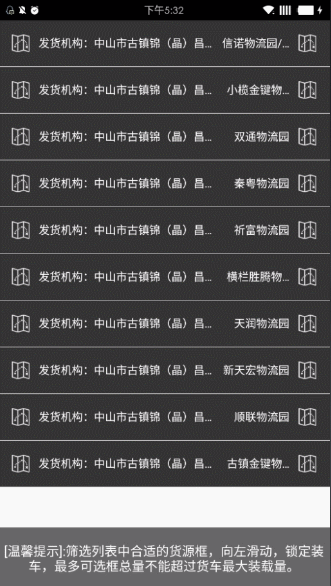 下午5:32
发货机构：中山市古镇锦（晶）昌... 信诺物流园/...
发货机构：中山市古镇锦（晶）昌... 小榄金键物...
发货机构：中山市古镇锦（晶）昌... 双通物流园
发货机构：中山市古镇锦（晶）昌... 秦粤物流园
发货机构：中山市古镇锦（晶）昌... 祈富物流园
发货机构：中山市古镇锦（晶）昌... 横栏胜腾物...
发货机构：中山市古镇锦（晶）昌... 天润物流园
发货机构：中山市古镇锦（晶）昌... 新天宏物流园
发货机构：中山市古镇锦（晶）昌... 顺联物流园
发货机构：中山市古镇锦（晶）昌... 古镇金键物...
[温馨提示]:筛选列表中合适的货源框，向左滑动，锁定装
车，最多可选框总量不能超过货车最大装载量。